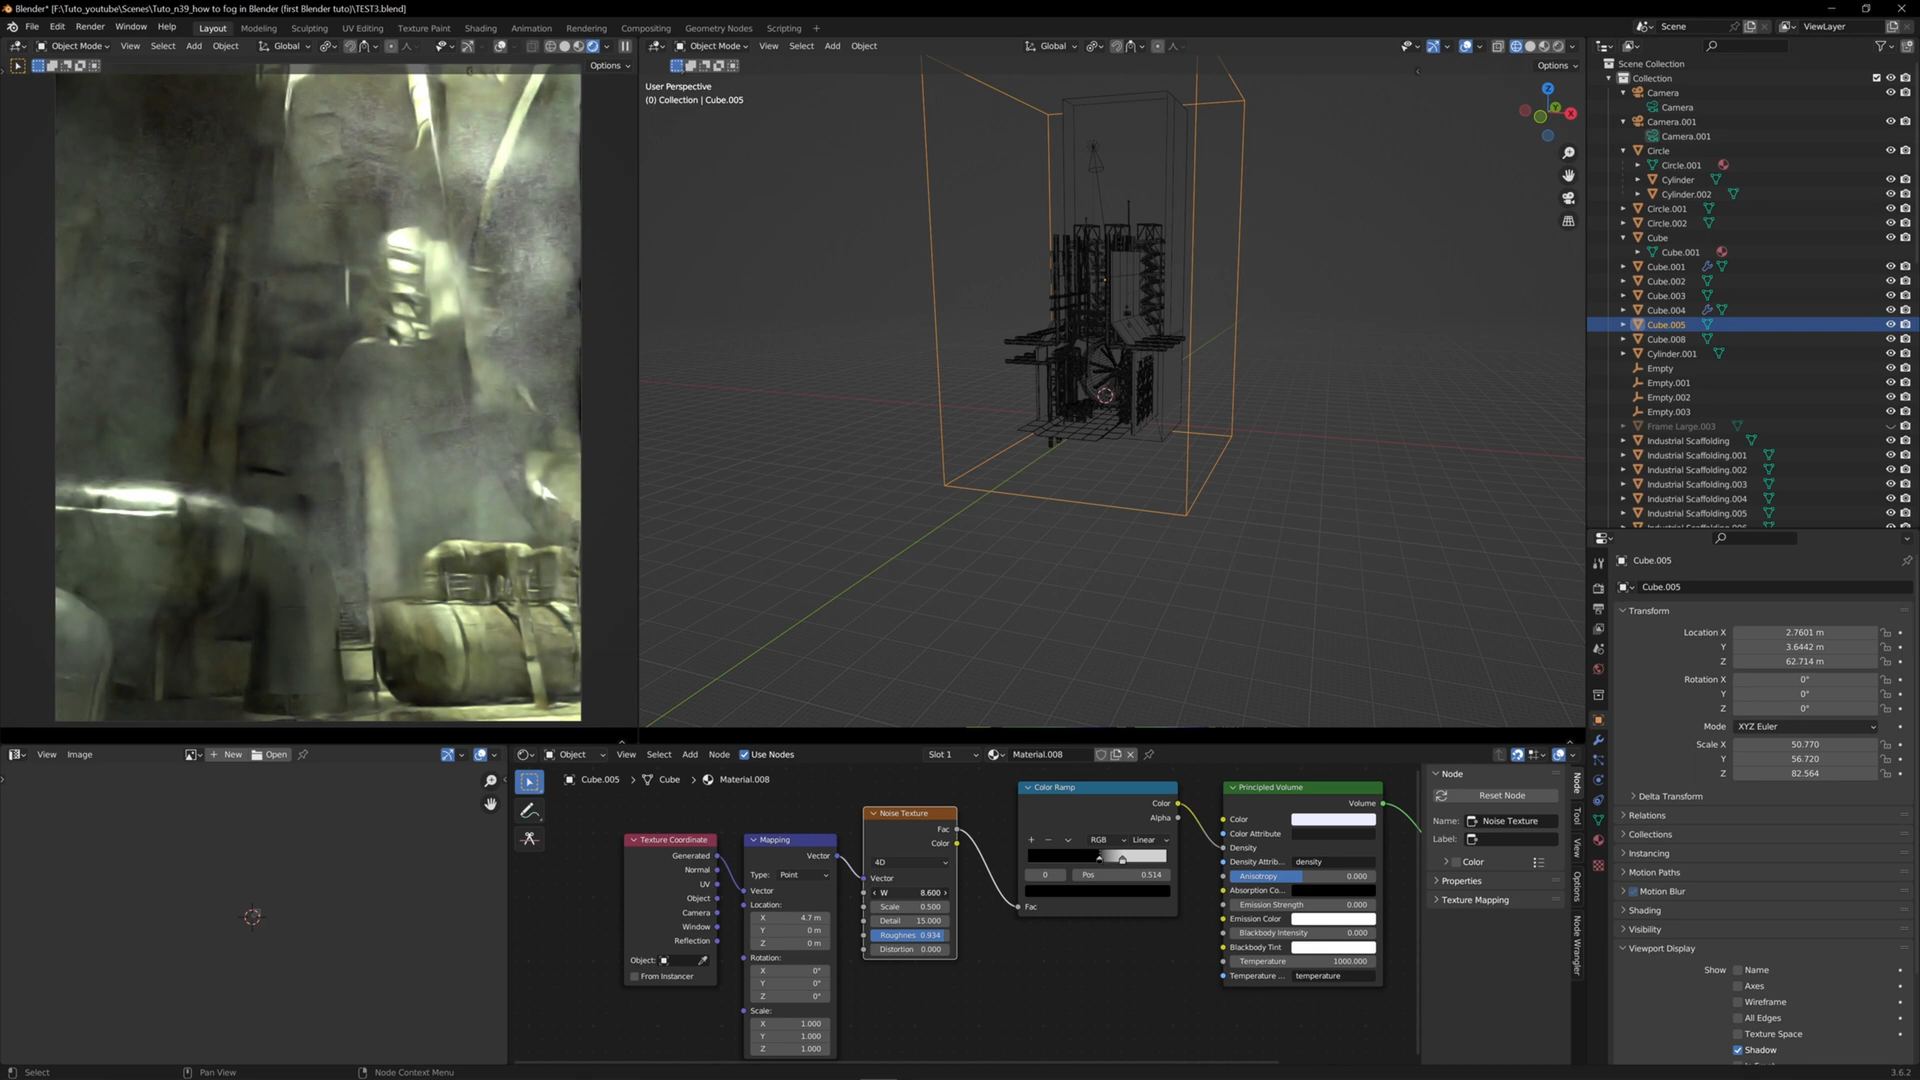 Blender* [F:\Tuto_youtube\Scenes\Tuto_n39_how to fog in Blender (first Blender tuto)\TEST3.blend]
File Edit Render Window Help Layout Modeling Sculpting UV Editing Texture Paint Shading Animation Rendering Compositing Geometry Nodes Scripting + Scene ViewLayer
Object Mode View Select Add Object Global
Options
Object Mode View Select Add Object Global
Options
User Perspective
(0) Collection | Cube.005
Z
Y
X
Scene Collection
Collection
Camera
Camera
Camera.001
Camera.001
Circle
Circle.001
Cylinder
Cylinder.002
Circle.001
Circle.002
Cube
Cube.001
Cube.001
Cube.002
Cube.003
Cube.004
Cube.005
Cube.008
Cylinder.001
Empty
Empty.001
Empty.002
Empty.003
Frame Large.003
Industrial Scaffolding
Industrial Scaffolding.001
Industrial Scaffolding.002
Industrial Scaffolding.003
Industrial Scaffolding.004
Industrial Scaffolding.005
Cube.005
Cube.005
Transform
Location X 2.7601 m
Y 3.6442 m
Z 62.714 m
Rotation X 0°
Y 0°
Z 0°
Mode XYZ Euler
Scale X 50.770
Y 56.720
Z 82.564
Delta Transform
Relations
Collections
Instancing
Motion Paths
Motion Blur
Shading
Visibility
Viewport Display
Show Name
Axes
Wireframe
All Edges
Texture Space
Shadow
View Image New Open
Object View Select Add Node Use Nodes Slot 1 Material.008
Cube.005 > Cube > Material.008
Texture Coordinate
Generated
Normal
UV
Object
Camera
Window
Reflection
Object:
From Instancer
Mapping
Vector
Type: Point
Vector
Location:
X 4.7 m
Y 0 m
Z 0 m
Rotation:
X 0°
Y 0°
Z 0°
Scale:
X 1.000
Y 1.000
Z 1.000
Noise Texture
Fac
Color
4D
Vector
W 8.600
Scale 0.500
Detail 15.000
Roughnes 0.934
Distortion 0.000
Color Ramp
Color
Alpha
+ − RGB Linear
0 Pos 0.514
Fac
Principled Volume
Volume
Color
Color Attribute
Density
Density Attrib... density
Anisotropy 0.000
Absorption Co...
Emission Strength 0.000
Emission Color
Blackbody Intensity 0.000
Blackbody Tint
Temperature 1000.000
Temperature ... temperature
Node
Reset Node
Name: Noise Texture
Label:
Color
Properties
Texture Mapping
Node
Tool
View
Options
Node Wrangler
Select Pan View Node Context Menu 3.6.2